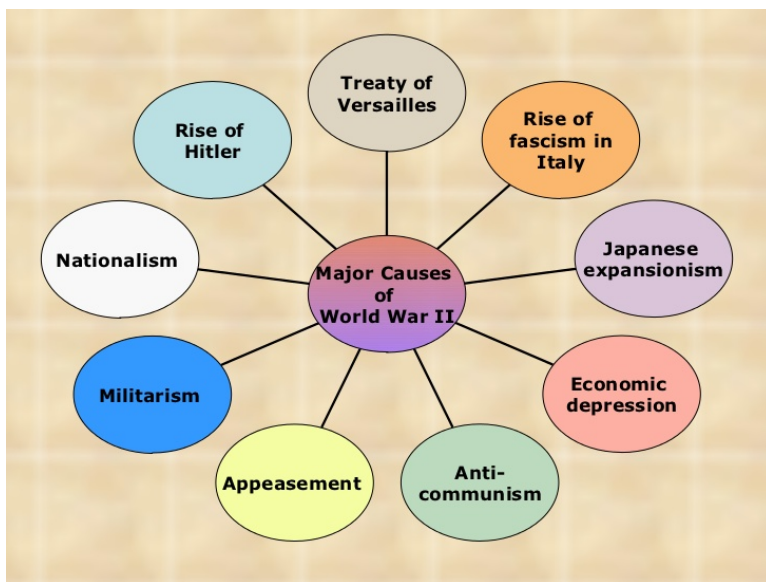 Treaty of
Versailles
Rise of
fascism in
Italy
Japanese
expansionism
Economic
depression
Anti-
communism
Appeasement
Militarism
Nationalism
Rise of
Hitler
Major Causes
of
World War II